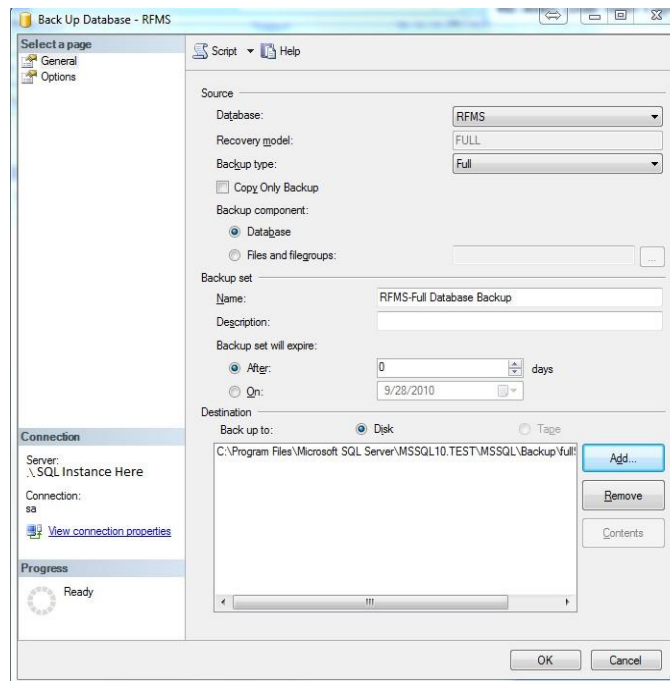 Back Up Database - RFMS
Select a page
General
Options
Script Help
Source
Database: RFMS
Recovery model: FULL
Backup type: Full
Copy Only Backup
Backup component:
Database
Files and filegroups: ...
Backup set
Name: RFMS-Full Database Backup
Description:
Backup set will expire:
After: 0 days
On: 9/28/2010
Destination
Back up to: Disk Tape
C:\Program Files\Microsoft SQL Server\MSSQL10.TEST\MSSQL\Backup\full
Add...
Remove
Contents
Connection
Server:
.\SQL Instance Here
Connection:
sa
View connection properties
Progress
Ready
OK Cancel